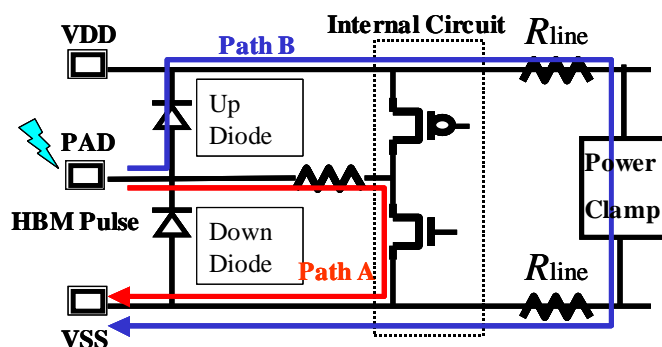 Internal Circuit
VDD
Path B
Rline
Up
Diode
PAD
Power
Clamp
HBM Pulse
Down
Diode
Path A
Rline
VSS